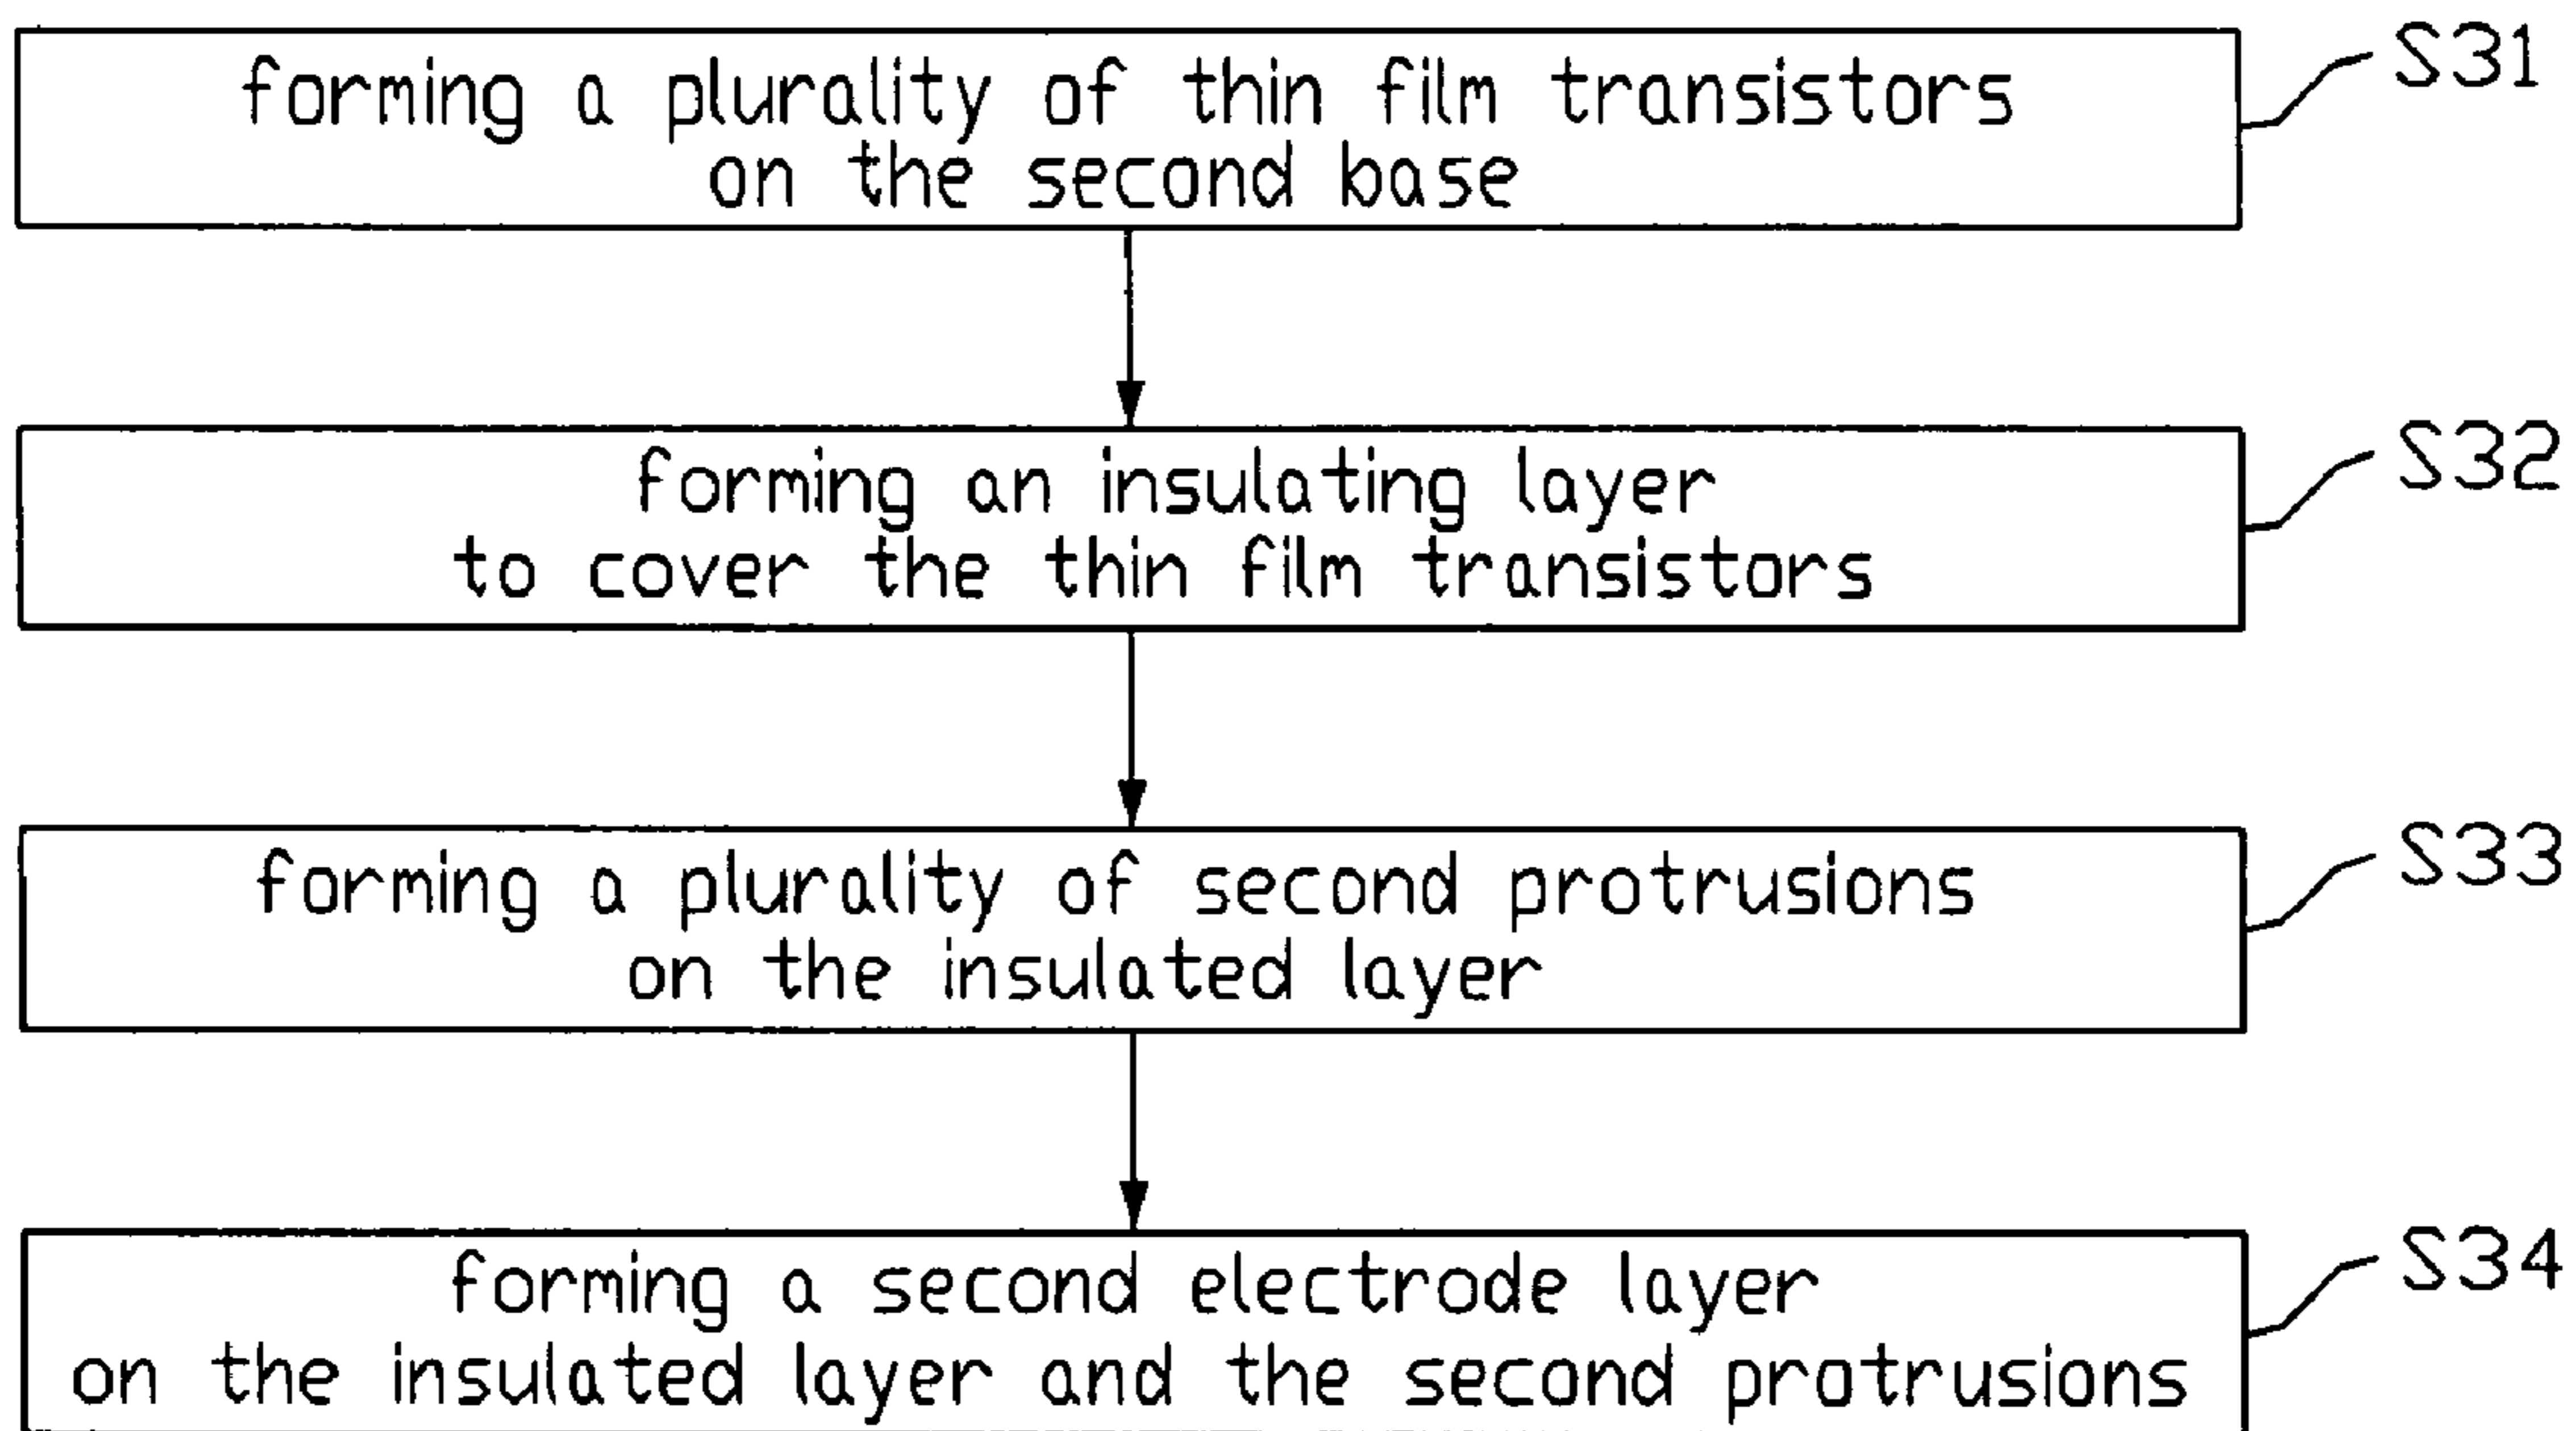 forming a plurality of thin film transistors
on the second base
S31
forming an insulating layer
to cover the thin film transistors
S32
forming a plurality of second protrusions
on the insulated layer
S33
forming a second electrode layer
on the insulated layer and the second protrusions
S34